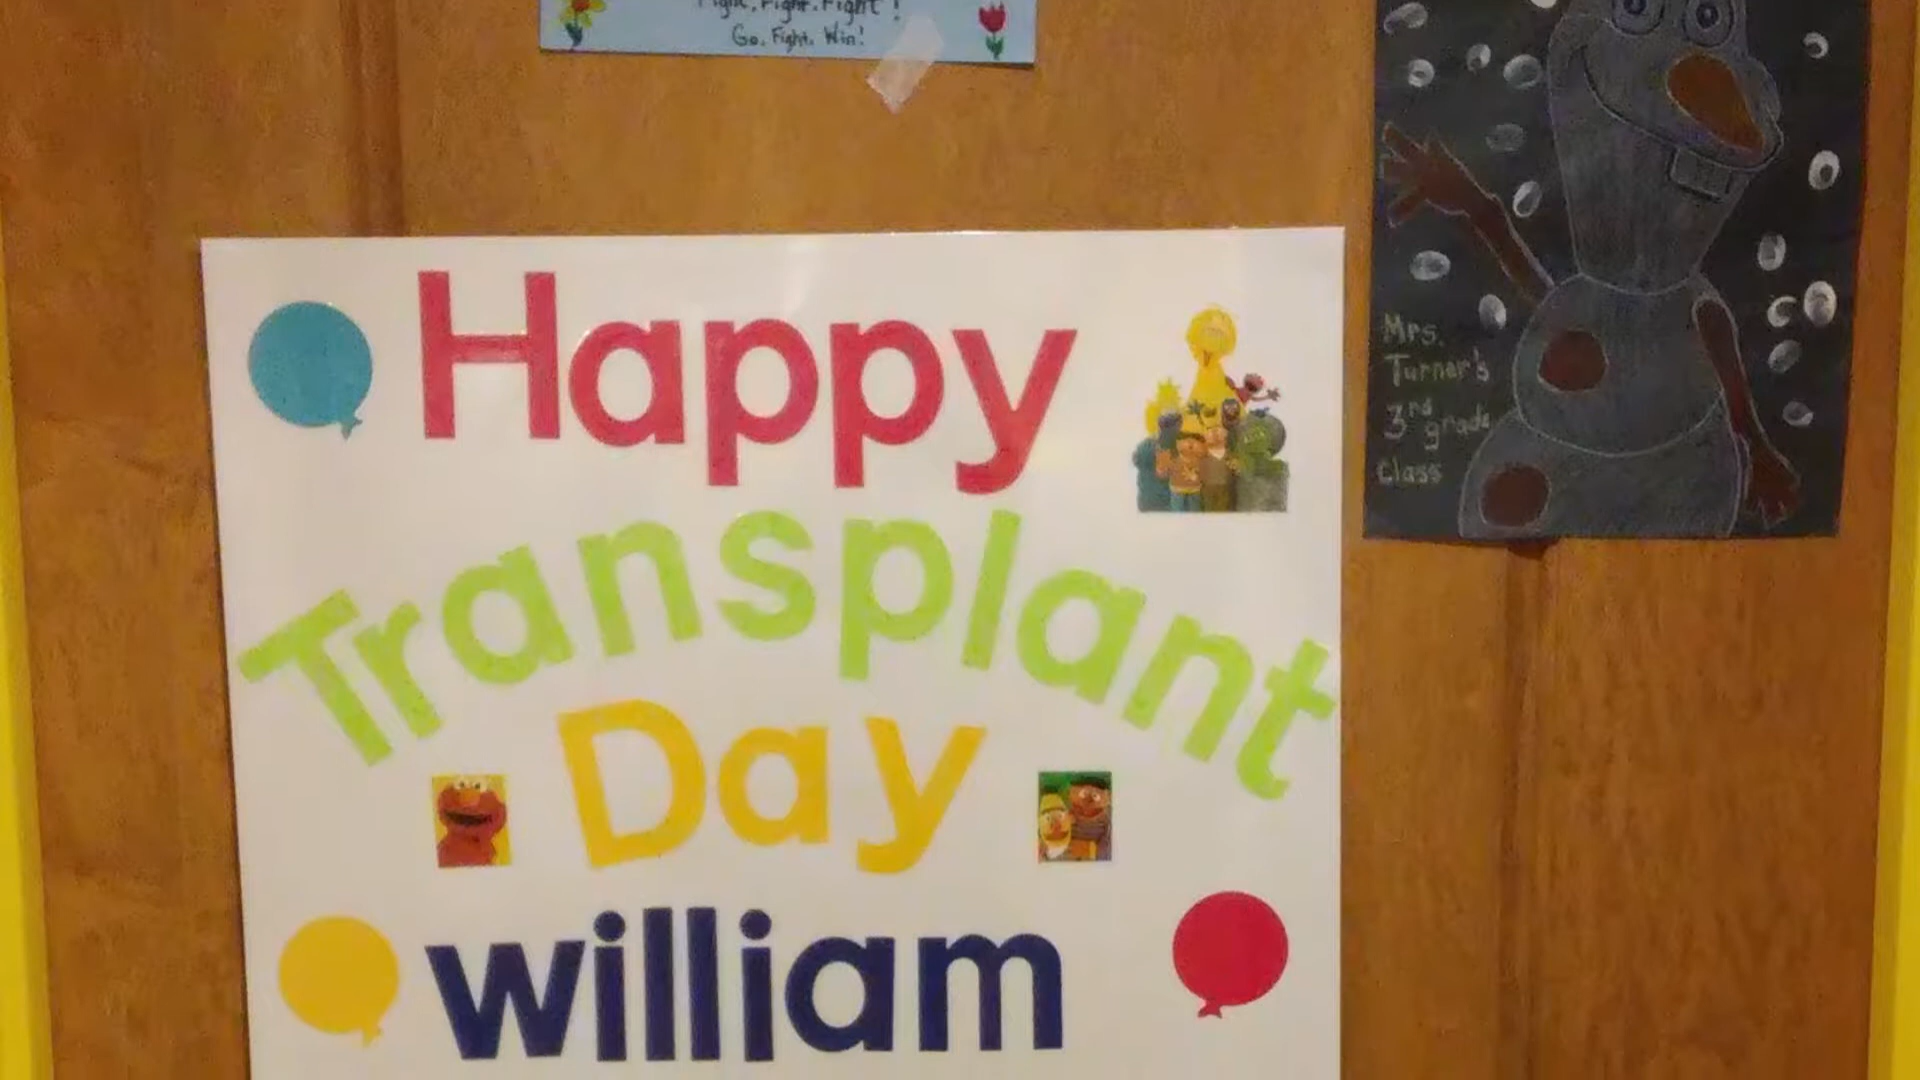 Fight, Fight, Fight!
Go, Fight, Win!
Happy
Transplant
Day
william
Mrs.
Turner's
3rd grade
Class